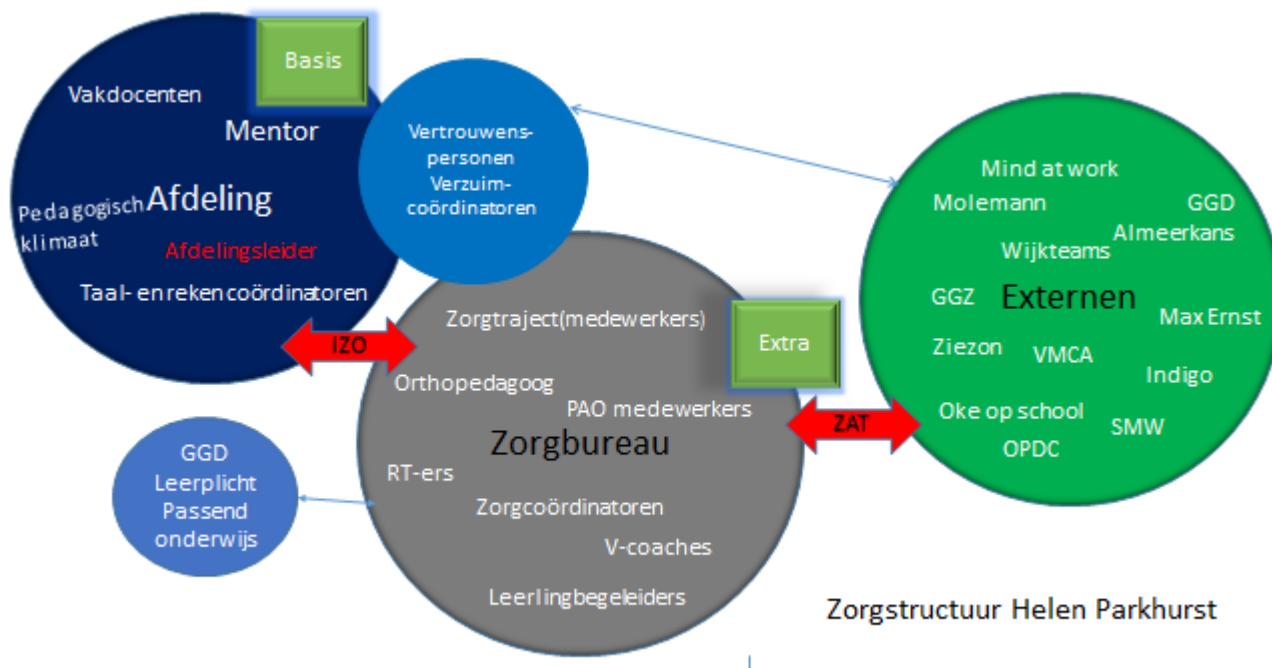 Basis
Vakdocenten
Mentor
Afdeling
Pedagogisch
klimaat
Afdelingsleider
Taal- en rekencoördinatoren
Vertrouwens-
personen
Verzuim-
coördinatoren
IZO
Zorgtraject(medewerkers)
Extra
Orthopedagoog
PAO medewerkers
Zorgbureau
RT-ers
Zorgcoördinatoren
V-coaches
Leerlingbegeleiders
GGD
Leerplicht
Passend
onderwijs
ZAT
Mind at work
Molemann
GGD
Almeerkans
Wijkteams
GGZ
Externen
Max Ernst
Ziezon
VMCA
Indigo
Oke op school
SMW
OPDC
Zorgstructuur Helen Parkhurst